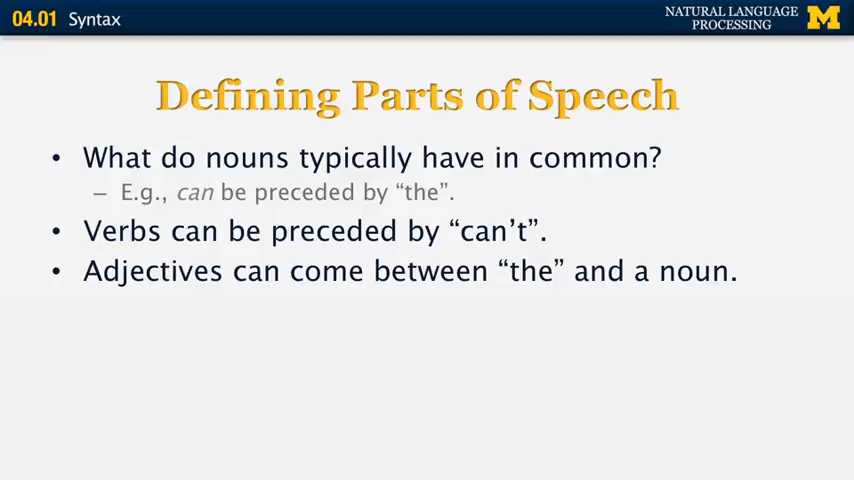 04.01 Syntax
NATURAL LANGUAGE
PROCESSING
M
Defining Parts of Speech
• What do nouns typically have in common?
– E.g., can be preceded by “the”.
• Verbs can be preceded by “can’t”.
• Adjectives can come between “the” and a noun.